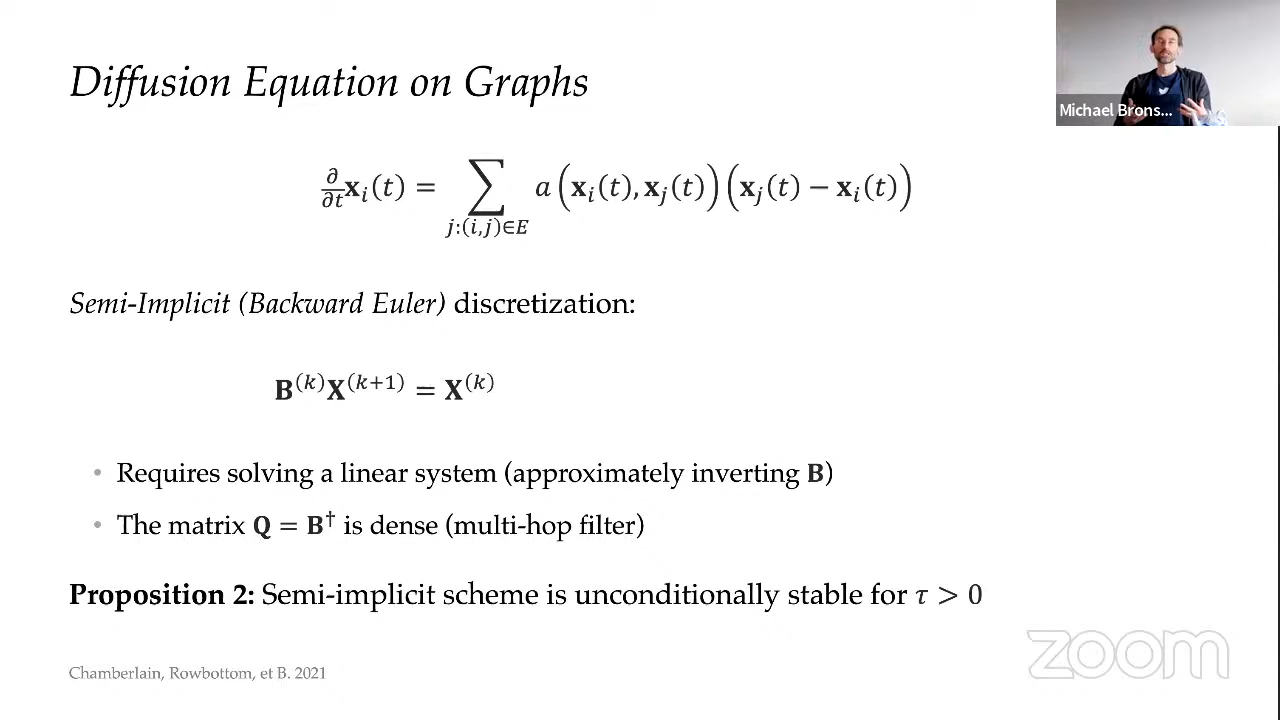 Diffusion Equation on Graphs
Michael Brons...
∂/∂t 𝐱ᵢ(t) = ∑_{j:(i,j)∈E} a(𝐱ᵢ(t), 𝐱ⱼ(t))(𝐱ⱼ(t) − 𝐱ᵢ(t))
Semi-Implicit (Backward Euler) discretization:
𝐁⁽ᵏ⁾𝐗⁽ᵏ⁺¹⁾ = 𝐗⁽ᵏ⁾
• Requires solving a linear system (approximately inverting 𝐁)
• The matrix 𝐐 = 𝐁† is dense (multi-hop filter)
Proposition 2: Semi-implicit scheme is unconditionally stable for τ > 0
zoom
Chamberlain, Rowbottom, et B. 2021